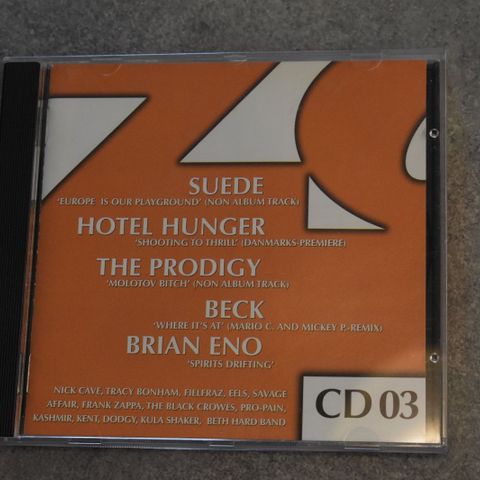 SUEDE
'EUROPE IS OUR PLAYGROUND' (NON ALBUM TRACK)
HOTEL HUNGER
'SHOOTING TO THRILL' (DANMARKS-PREMIERE)
THE PRODIGY
'MOLOTOV BITCH' (NON ALBUM TRACK)
BECK
'WHERE IT'S AT' (MARIO C. AND MICKEY P.-REMIX)
BRIAN ENO
'SPIRITS DRIFTING'
NICK CAVE, TRACY BONHAM, FIELFRAZ, EELS, SAVAGE
AFFAIR, FRANK ZAPPA, THE BLACK CROWES, PRO-PAIN,
KASHMIR, KENT, DODGY, KULA SHAKER, BETH HARD BAND
CD 03